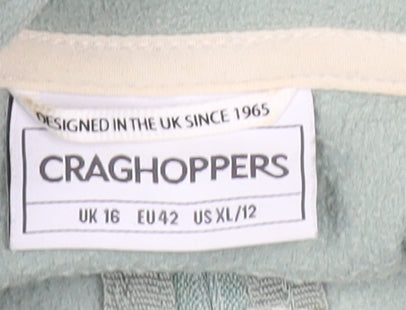 DESIGNED IN THE UK SINCE 1965
CRAGHOPPERS
UK 16 EU 42 US XL/12